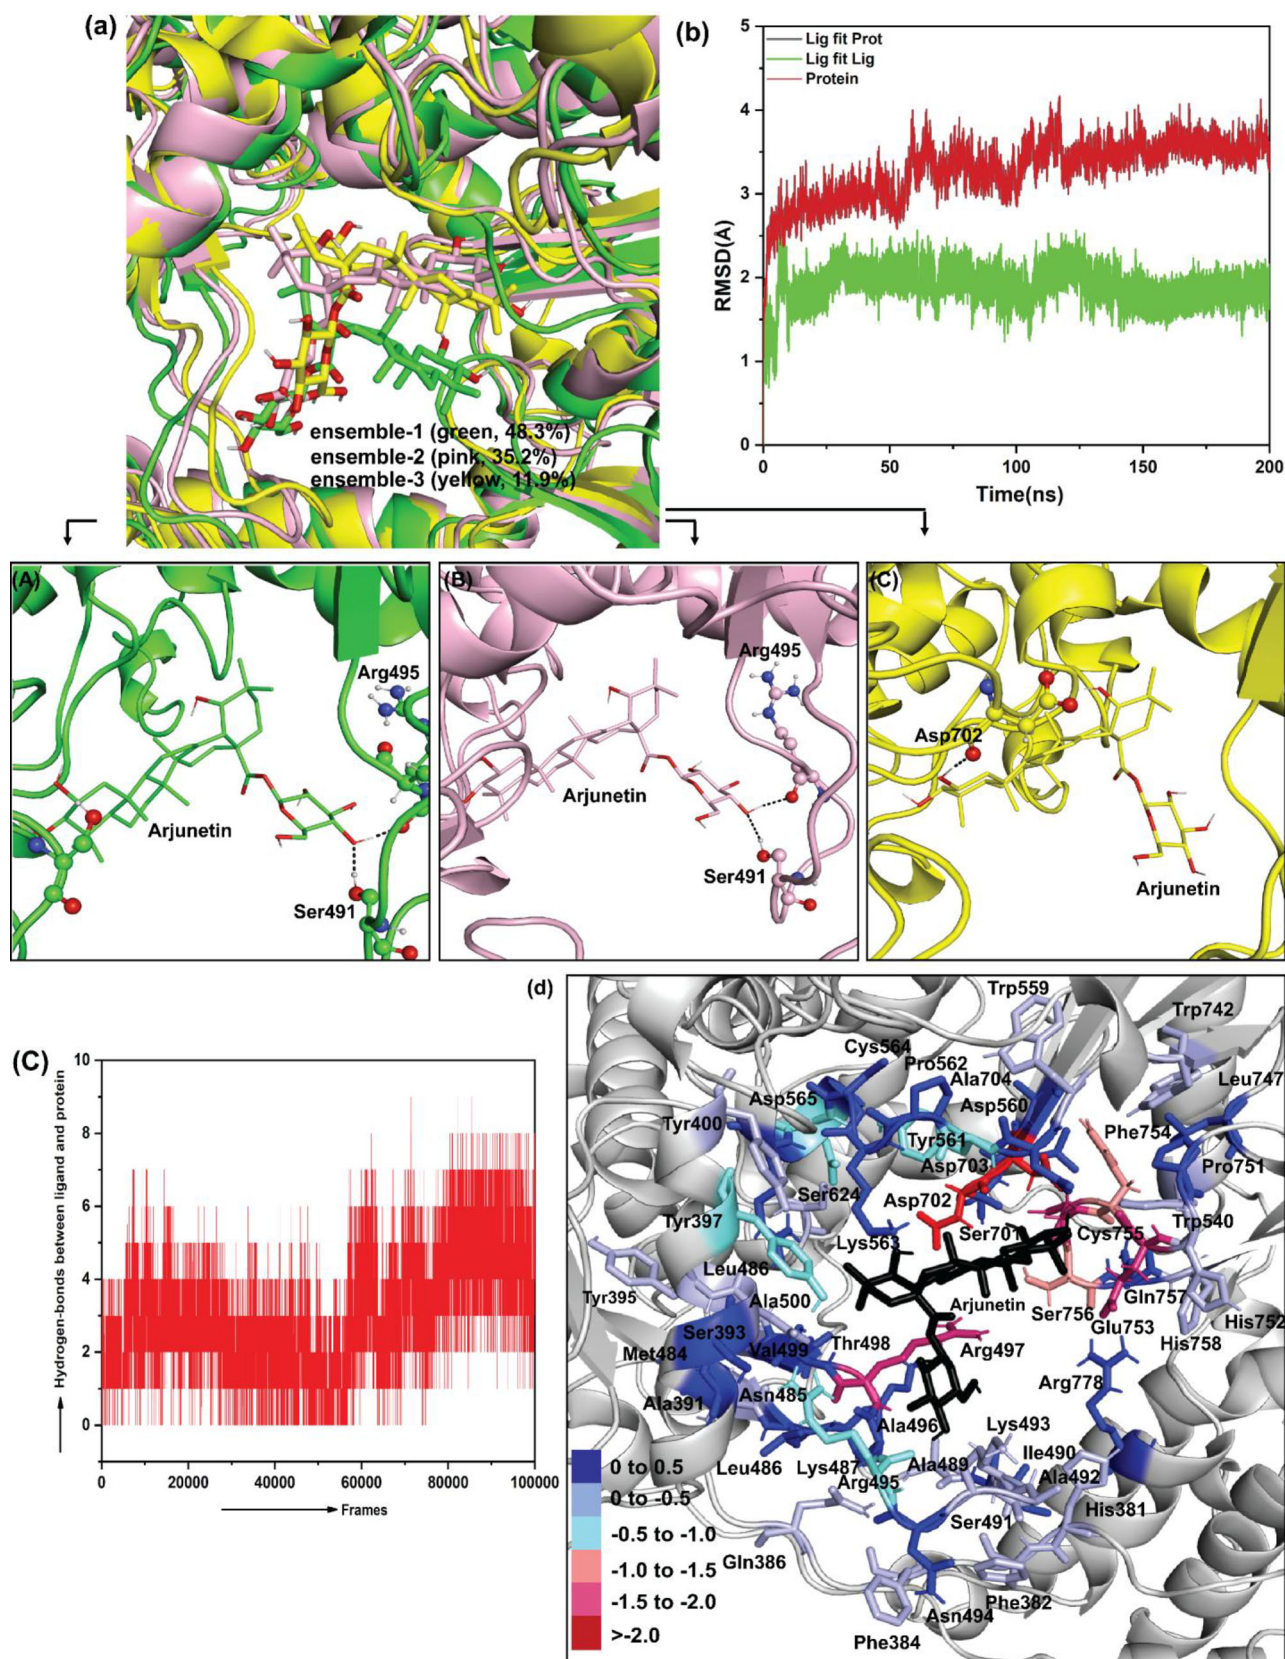 (a)
ensemble-1 (green, 48.3%)
ensemble-2 (pink, 35.2%)
ensemble-3 (yellow, 11.9%)
(b)
Lig fit Prot
Lig fit Lig
Protein
5
4
3
2
1
0
RMSD(A)
0 50 100 150 200
Time(ns)
(A)
Arg495
Arjunetin
Ser491
(B)
Arg495
Arjunetin
Ser491
(C)
Asp702
Arjunetin
(C)
Hydrogen-bonds between ligand and protein
10
8
6
4
2
0
0 20000 40000 60000 80000 100000
Frames
(d)
Trp559
Trp742
Cys564
Pro562
Ala704
Leu747
Asp565
Asp560
Tyr400
Tyr561
Phe754
Asp703
Pro751
Ser624
Asp702
Tyr397
Ser701
Cys755
Trp540
Lys563
Leu486
Tyr395
Ala500
Arjunetin
Ser756
Gln757
His752
Ser393
Glu753
Met484
Val499
Thr498
Arg497
His758
Ala391
Asn485
Arg778
Ala496
Lys493
Leu486
Lys487
Ala489
Ile490
Arg495
Ala492
Ser491
His381
Gln386
Phe382
Asn494
Phe384
0 to 0.5
0 to -0.5
-0.5 to -1.0
-1.0 to -1.5
-1.5 to -2.0
>-2.0